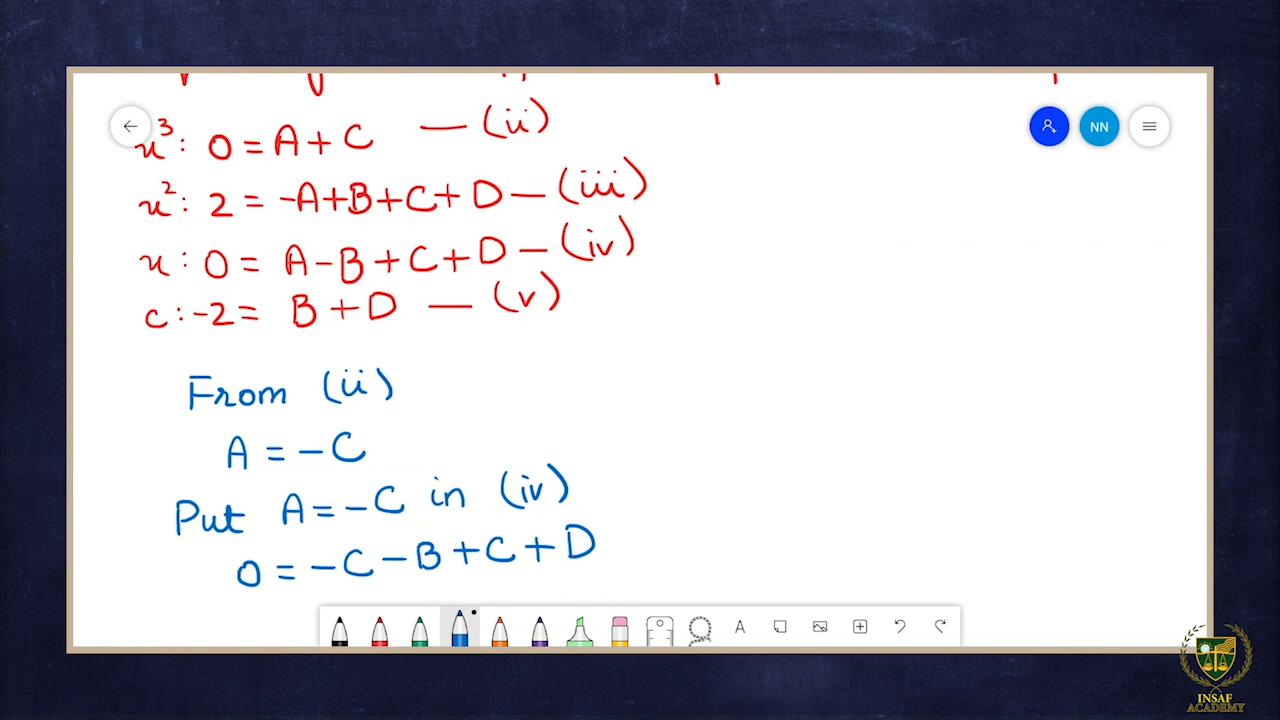 x³: 0 = A + C — (ii)
x²: 2 = -A+B+C+D — (iii)
x: 0 = A-B+C+D — (iv)
c: -2 = B+D — (v)
From (ii)
A = -C
Put A = -C in (iv)
0 = -C-B+C+D
NN
A
INSAF
ACADEMY